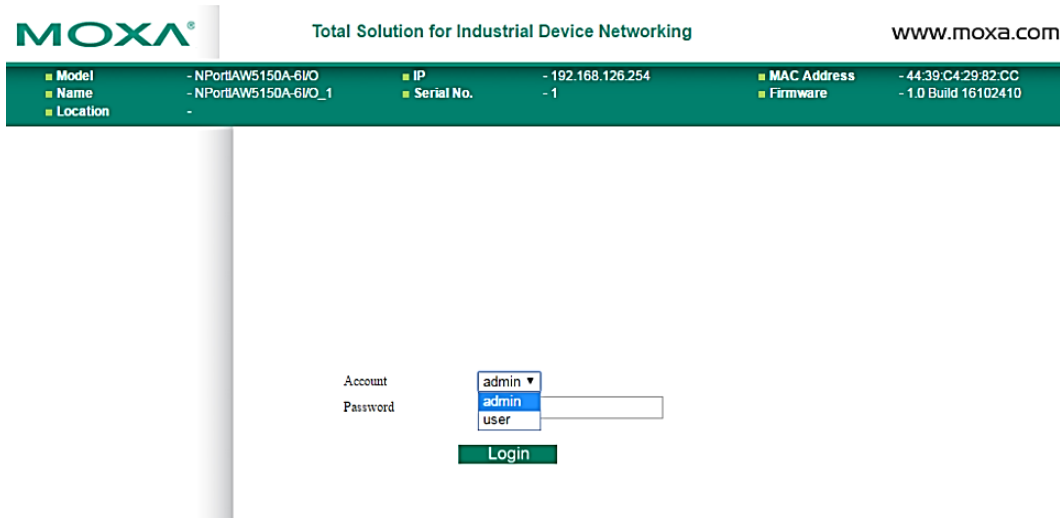 MOXA® Total Solution for Industrial Device Networking www.moxa.com
Model - NPortIAW5150A-6I/O IP - 192.168.126.254 MAC Address - 44:39:C4:29:82:CC
Name - NPortIAW5150A-6I/O_1 Serial No. - 1 Firmware - 1.0 Build 16102410
Location -
Account admin
Password admin
user
Login